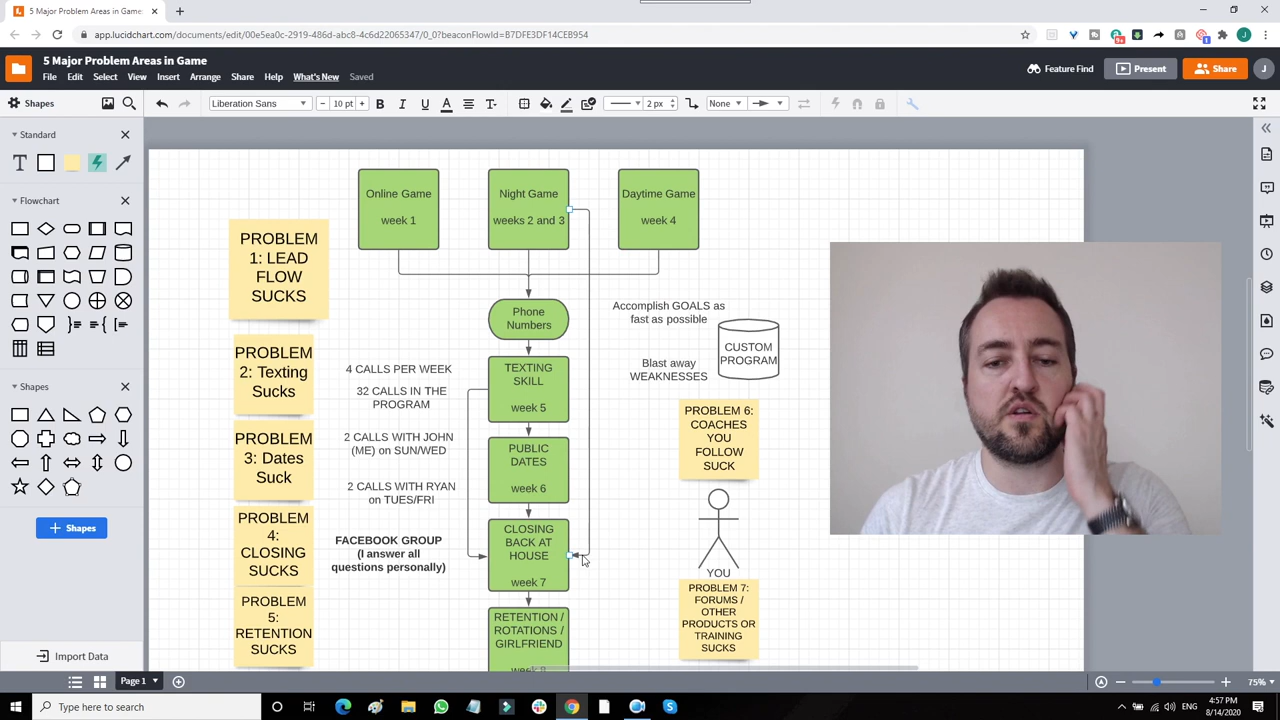 5 Major Problem Areas in Game:
app.lucidchart.com/documents/edit/00e5ea0c-2919-486d-abc8-4c6d22065347/0_0?beaconFlowId=B7DFE3DF14CEB954
5 Major Problem Areas in Game
File Edit Select View Insert Arrange Share Help What's New Saved
Feature Find
Present
Share
J
Shapes
Liberation Sans
10 pt
2 px
None
Standard
Flowchart
Shapes
+ Shapes
Import Data
Online Game
week 1
Night Game
weeks 2 and 3
Daytime Game
week 4
PROBLEM
1: LEAD
FLOW
SUCKS
Phone
Numbers
Accomplish GOALS as
fast as possible
CUSTOM
PROGRAM
Blast away
WEAKNESSES
PROBLEM
2: Texting
Sucks
4 CALLS PER WEEK
32 CALLS IN THE
PROGRAM
TEXTING
SKILL
week 5
PROBLEM
3: Dates
Suck
2 CALLS WITH JOHN
(ME) on SUN/WED
2 CALLS WITH RYAN
on TUES/FRI
PUBLIC
DATES
week 6
PROBLEM 6:
COACHES
YOU
FOLLOW
SUCK
PROBLEM
4:
CLOSING
SUCKS
FACEBOOK GROUP
(I answer all
questions personally)
CLOSING
BACK AT
HOUSE
week 7
YOU
PROBLEM
5:
RETENTION
SUCKS
RETENTION /
ROTATIONS /
GIRLFRIEND
week 8
PROBLEM 7:
FORUMS /
OTHER
PRODUCTS OR
TRAINING
SUCKS
Page 1
75%
Type here to search
4:57 PM
8/14/2020